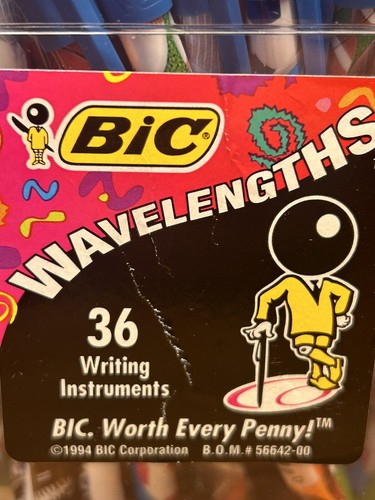 BiC®
WAVELENGTHS
36
Writing
Instruments
BIC. Worth Every Penny!™
©1994 BIC Corporation B.O.M.# 56642-00